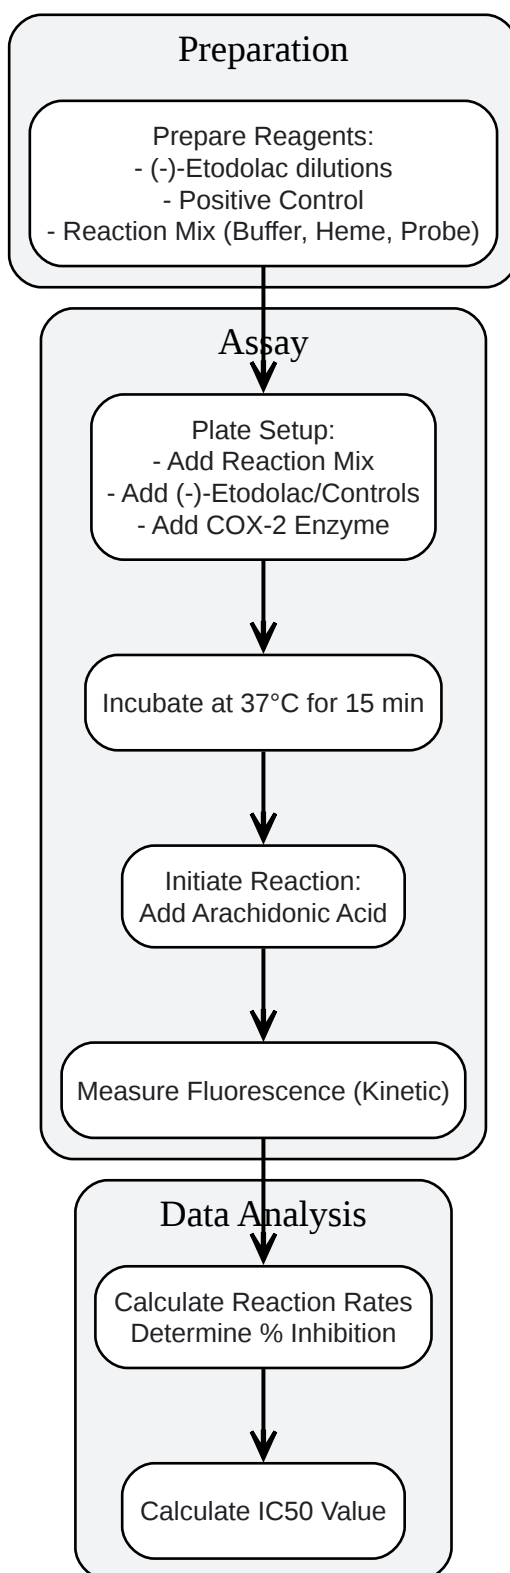 Preparation
Prepare Reagents:
- (-)-Etodolac dilutions
- Positive Control
- Reaction Mix (Buffer, Heme, Probe)
Assay
Plate Setup:
- Add Reaction Mix
- Add (-)-Etodolac/Controls
- Add COX-2 Enzyme
Incubate at 37°C for 15 min
Initiate Reaction:
Add Arachidonic Acid
Measure Fluorescence (Kinetic)
Data Analysis
Calculate Reaction Rates
Determine % Inhibition
Calculate IC50 Value